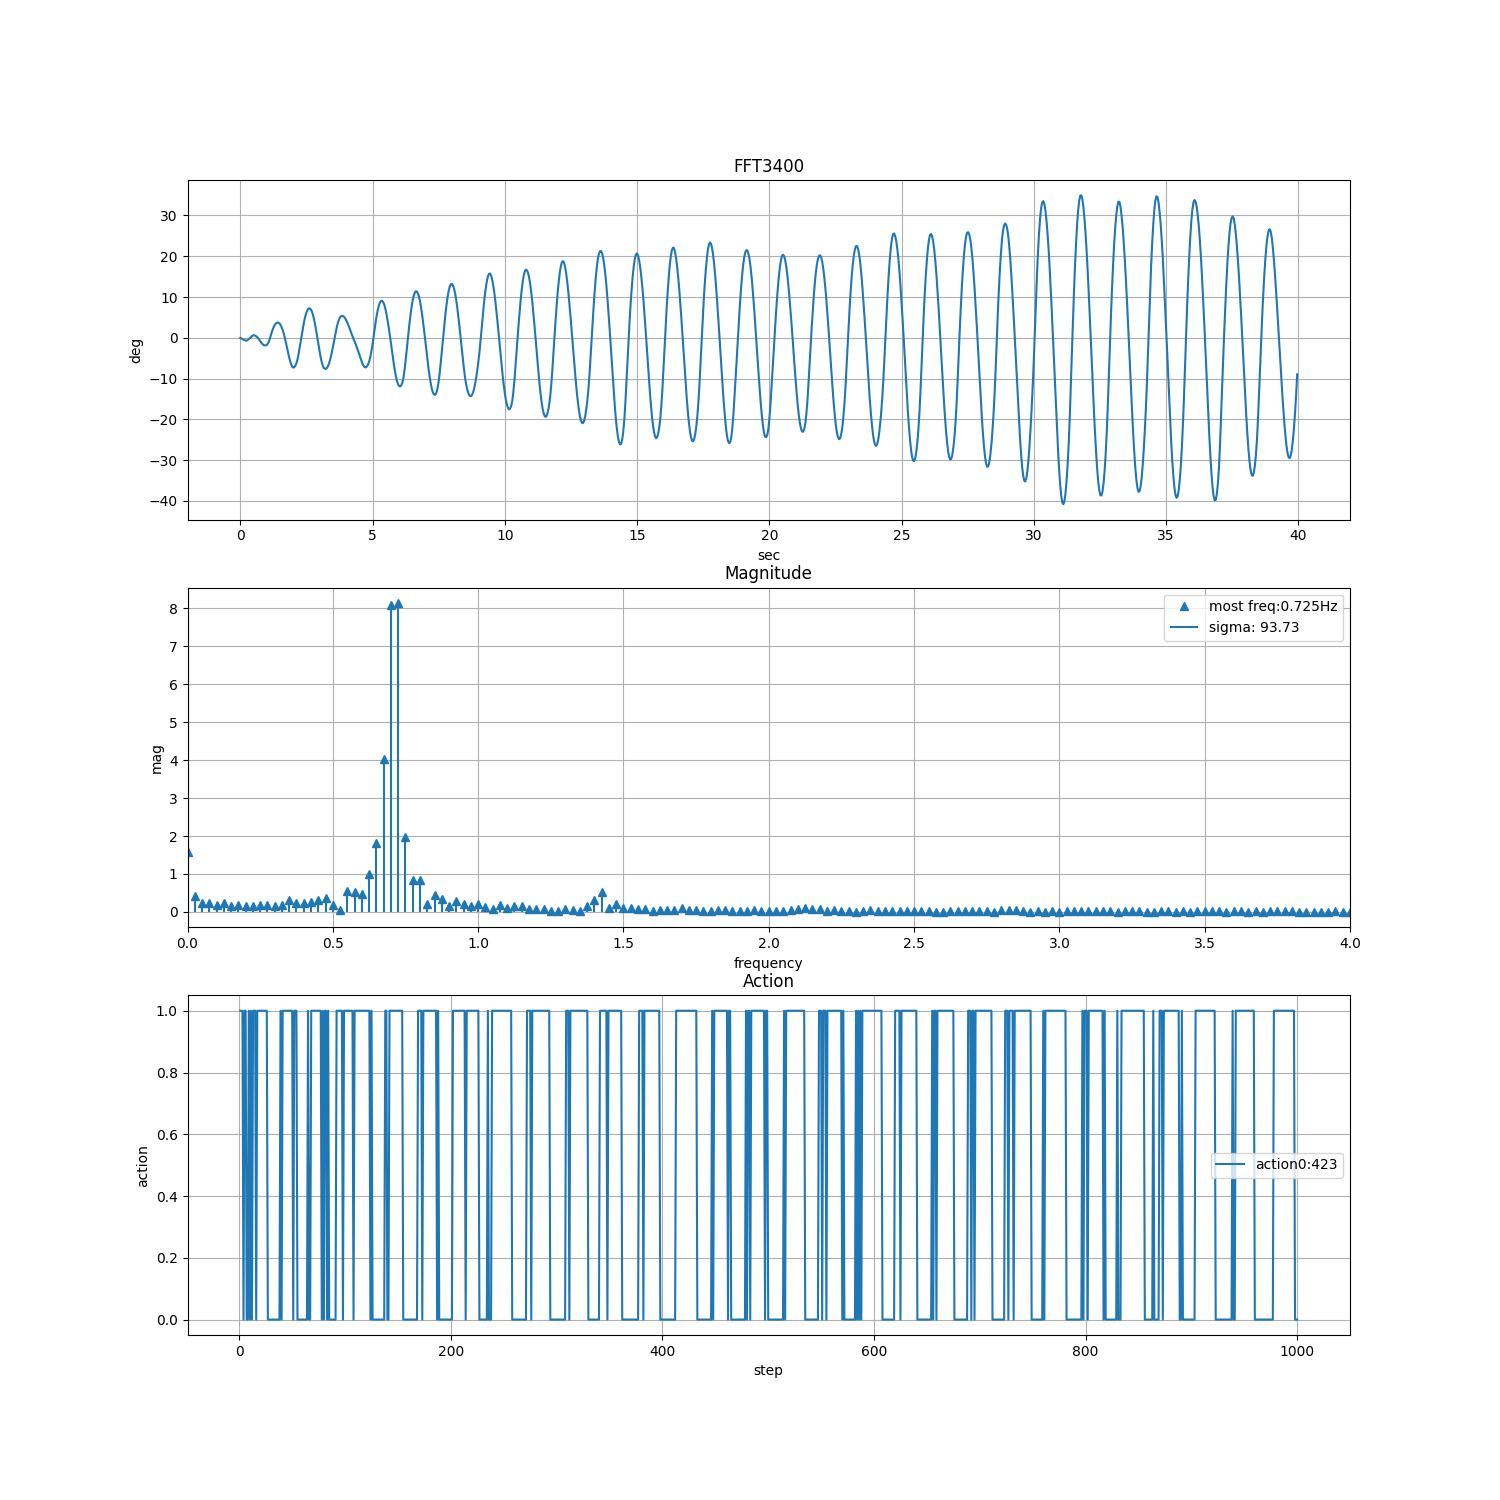 FFT3400
30
20
10
0
−10
−20
−30
−40
deg
0 5 10 15 20 25 30 35 40
sec
Magnitude
8
7
6
5
4
3
2
1
0
mag
most freq:0.725Hz
sigma: 93.73
0.0 0.5 1.0 1.5 2.0 2.5 3.0 3.5 4.0
frequency
Action
1.0
0.8
0.6
0.4
0.2
0.0
action
action0:423
0 200 400 600 800 1000
step